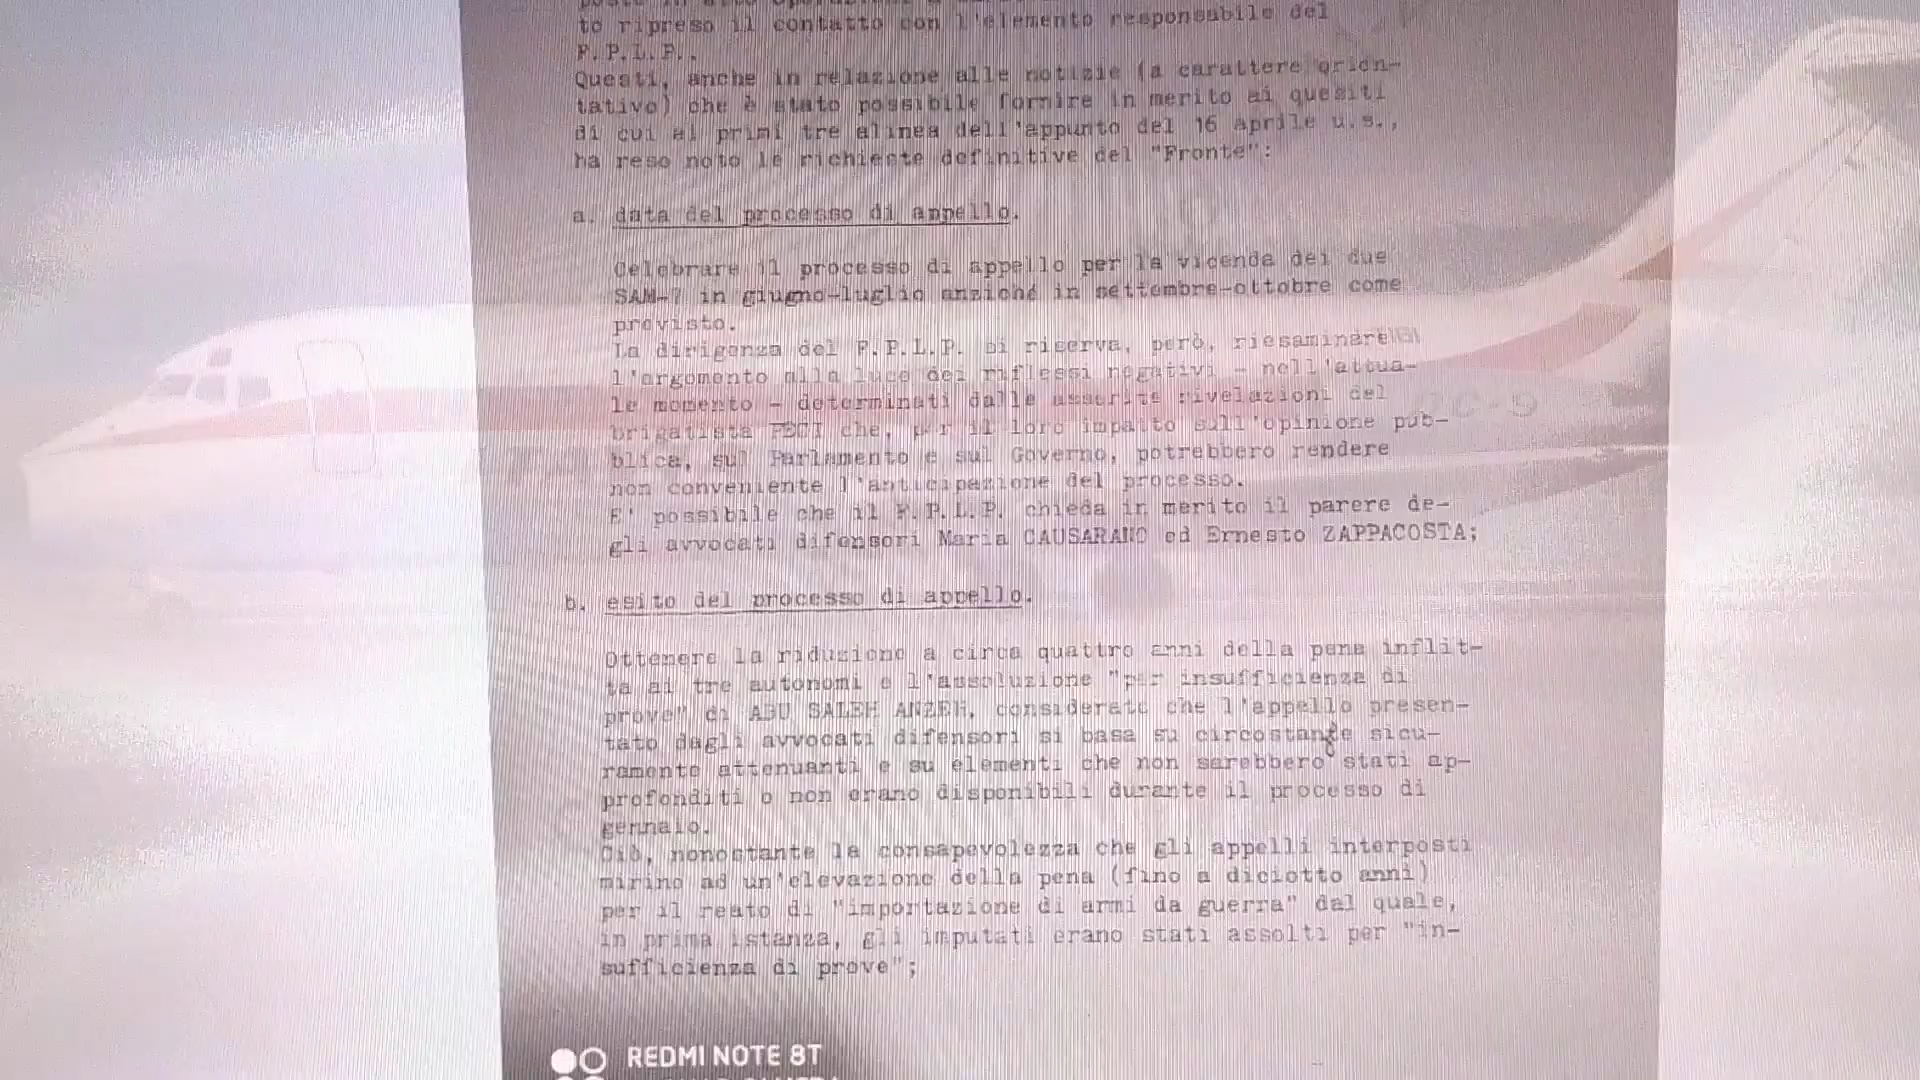 to ripreso il contatto con l'elemento responsabile del
F.P.L.P..
Questi, anche in relazione alle notizie (a carattere orien-
tativo) che è stato possibile fornire in merito ai quesiti
di cui ai primi tre alinea dell'appunto del 16 aprile u.s.,
ha reso noto le richieste definitive del "Fronte":
a. data del processo di appello.
Celebrare il processo di appello per la vicenda dei due
SAM-7 in giugno-luglio anziché in settembre-ottobre come
previsto.
La dirigenza del F.P.L.P. si riserva, però, riesaminare
l'argomento alla luce dei riflessi negativi - nell'attua-
le momento - determinati dalle asserite rivelazioni del
brigatista PECI che, per il loro impatto sull'opinione pub-
blica, sul Parlamento e sul Governo, potrebbero rendere
non conveniente l'anticipazione del processo.
E' possibile che il F.P.L.P. chieda in merito il parere de-
gli avvocati difensori Maria CAUSARANO ed Ernesto ZAPPACOSTA;
b. esito del processo di appello.
Ottenere la riduzione a circa quattro anni della pena inflit-
ta ai tre autonomi e l'assoluzione "per insufficienza di
prove" di ABU SALEH ANZEH, considerato che l'appello presen-
tato dagli avvocati difensori si basa su circostanze sicu-
ramente attenuanti e su elementi che non sarebbero stati ap-
profonditi o non erano disponibili durante il processo di
gennaio.
Ciò, nonostante la consapevolezza che gli appelli interposti
mirino ad un'elevazione della pena (fino a diciotto anni)
per il reato di "importazione di armi da guerra" dal quale,
in prima istanza, gli imputati erano stati assolti per "in-
sufficienza di prove";
REDMI NOTE 8T